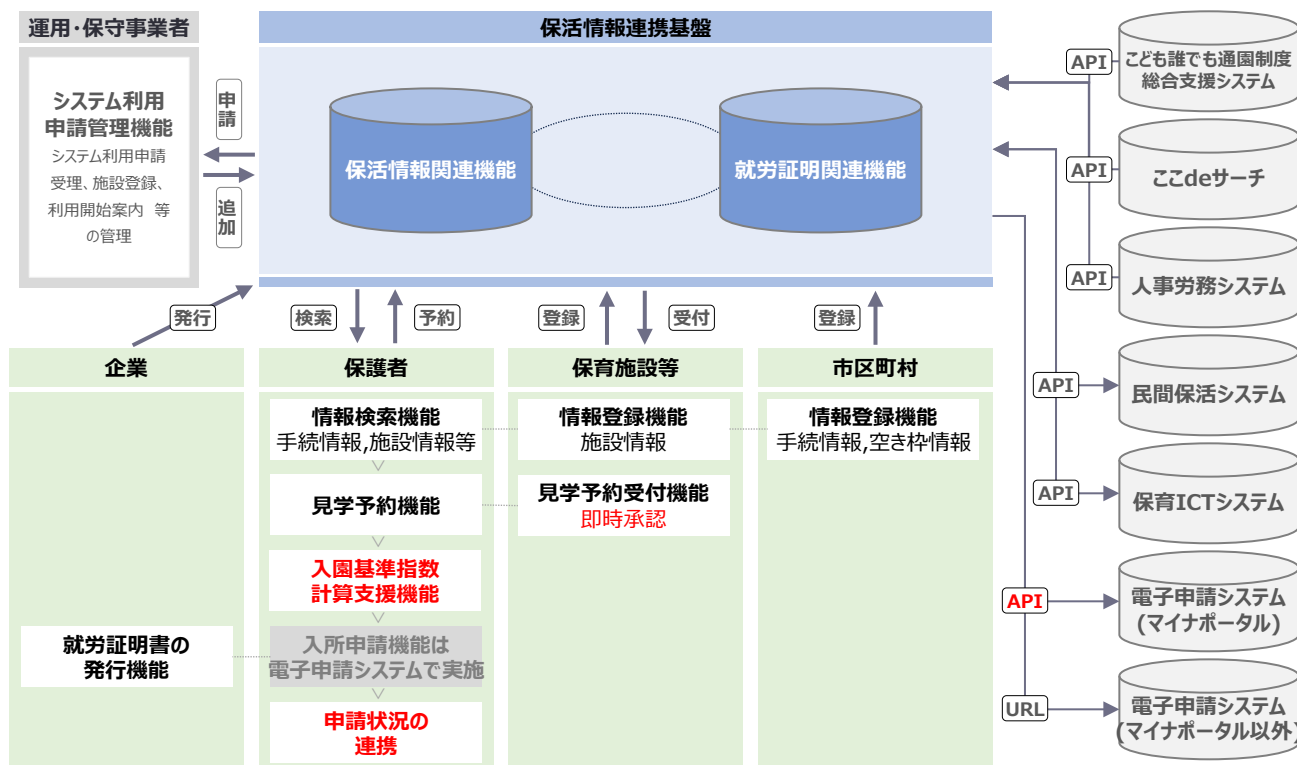 運用・保守事業者
システム利用
申請管理機能
システム利用申請
受理、施設登録、
利用開始案内 等
の管理
申請
追加
保活情報連携基盤
保活情報関連機能
就労証明関連機能
発行
検索
予約
登録
受付
登録
企業
就労証明書の
発行機能
保護者
情報検索機能
手続情報,施設情報等
見学予約機能
入園基準指数
計算支援機能
入所申請機能は
電子申請システムで実施
申請状況の
連携
保育施設等
情報登録機能
施設情報
見学予約受付機能
即時承認
市区町村
情報登録機能
手続情報,空き枠情報
API
こども誰でも通園制度
総合支援システム
API
ここdeサーチ
API
人事労務システム
API
民間保活システム
API
保育ICTシステム
API
電子申請システム
(マイナポータル)
URL
電子申請システム
(マイナポータル以外)